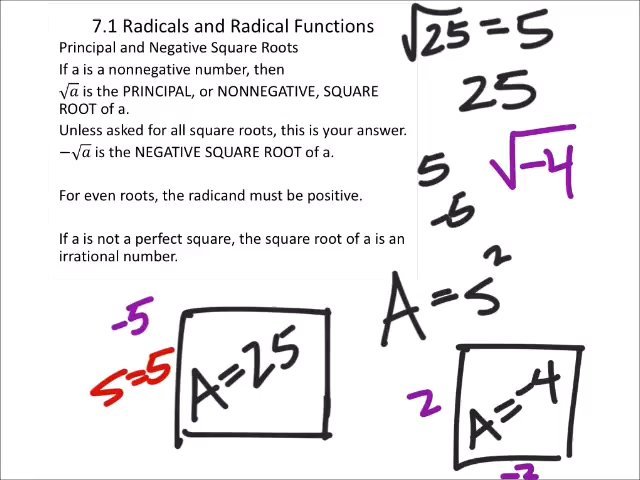 7.1 Radicals and Radical Functions
Principal and Negative Square Roots
If a is a nonnegative number, then
√a is the PRINCIPAL, or NONNEGATIVE, SQUARE
ROOT of a.
Unless asked for all square roots, this is your answer.
−√a is the NEGATIVE SQUARE ROOT of a.
For even roots, the radicand must be positive.
If a is not a perfect square, the square root of a is an
irrational number.
√25 = 5
25
5
-5
√-4
A = s²
-5
s=5
A=25
2
A=-4
-2